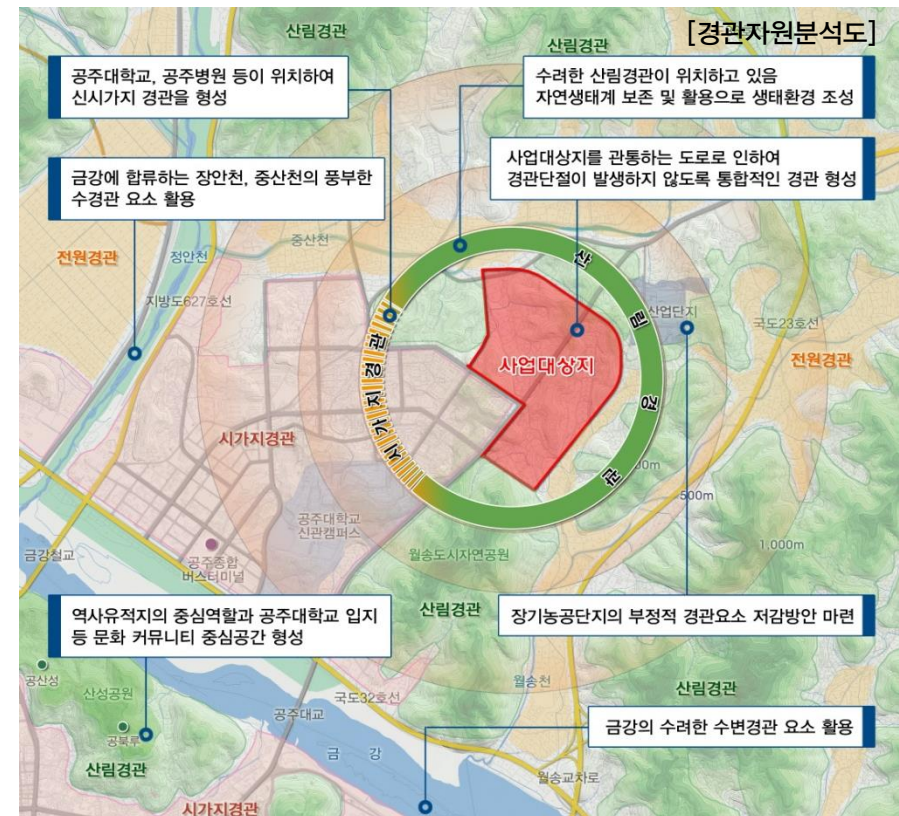 [경관자원분석도]
산림경관
산림경관
공주대학교, 공주병원 등이 위치하여
신시가지 경관을 형성
수려한 산림경관이 위치하고 있음
자연생태계 보존 및 활용으로 생태환경 조성
금강에 합류하는 장안천, 중산천의 풍부한
수경관 요소 활용
사업대상지를 관통하는 도로로 인하여
경관단절이 발생하지 않도록 통합적인 경관 형성
중산천
전원경관
정안천
산림경관
지방도627호선
산업단지
국도23호선
시가지경관
사업대상지
전원경관
시가지경관
500m
공주대학교
신관캠퍼스
1,000m
금강철교
공주종합
버스터미널
월송도시자연공원
역사유적지의 중심역할과 공주대학교 입지
등 문화 커뮤니티 중심공간 형성
산림경관
장기농공단지의 부정적 경관요소 저감방안 마련
공산성
산성공원
국도32호선
월송천
산림경관
공주대교
공북루
금강의 수려한 수변경관 요소 활용
금 강
산림경관
월송교차로
시가지경관